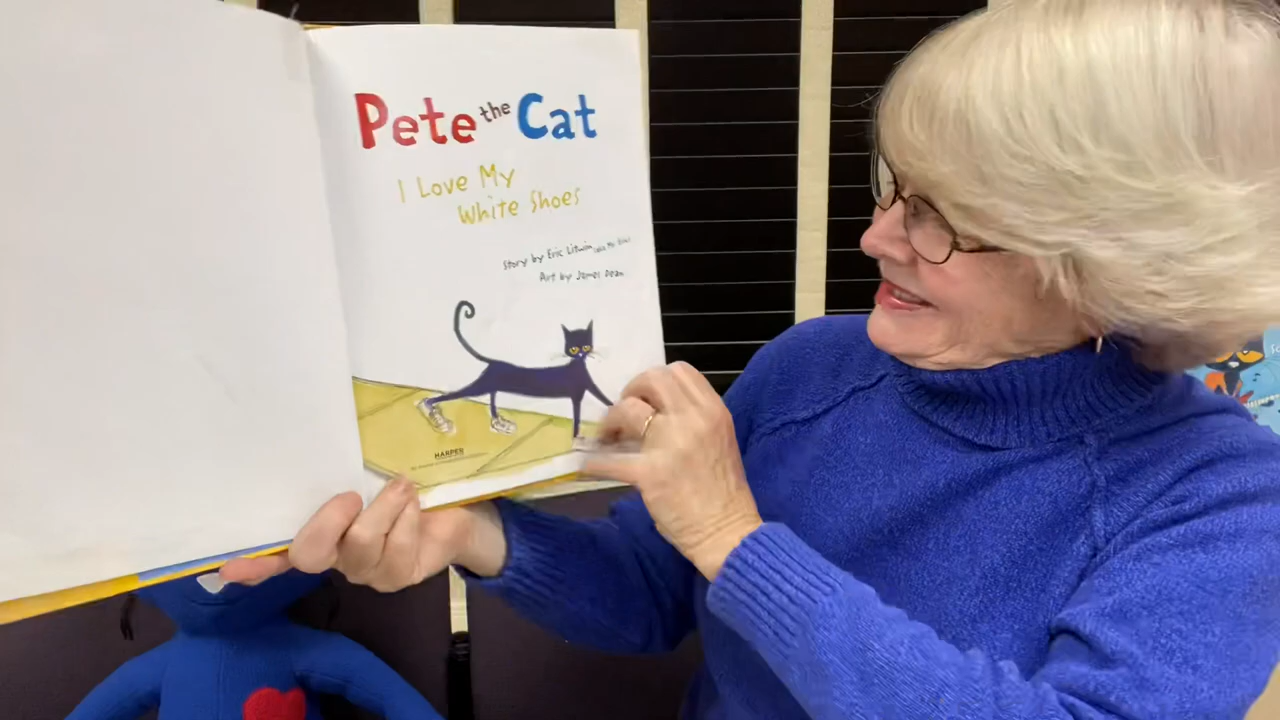 Pete the Cat
I Love My
White Shoes
Story by Eric Litwin
Art by James Dean
HARPER